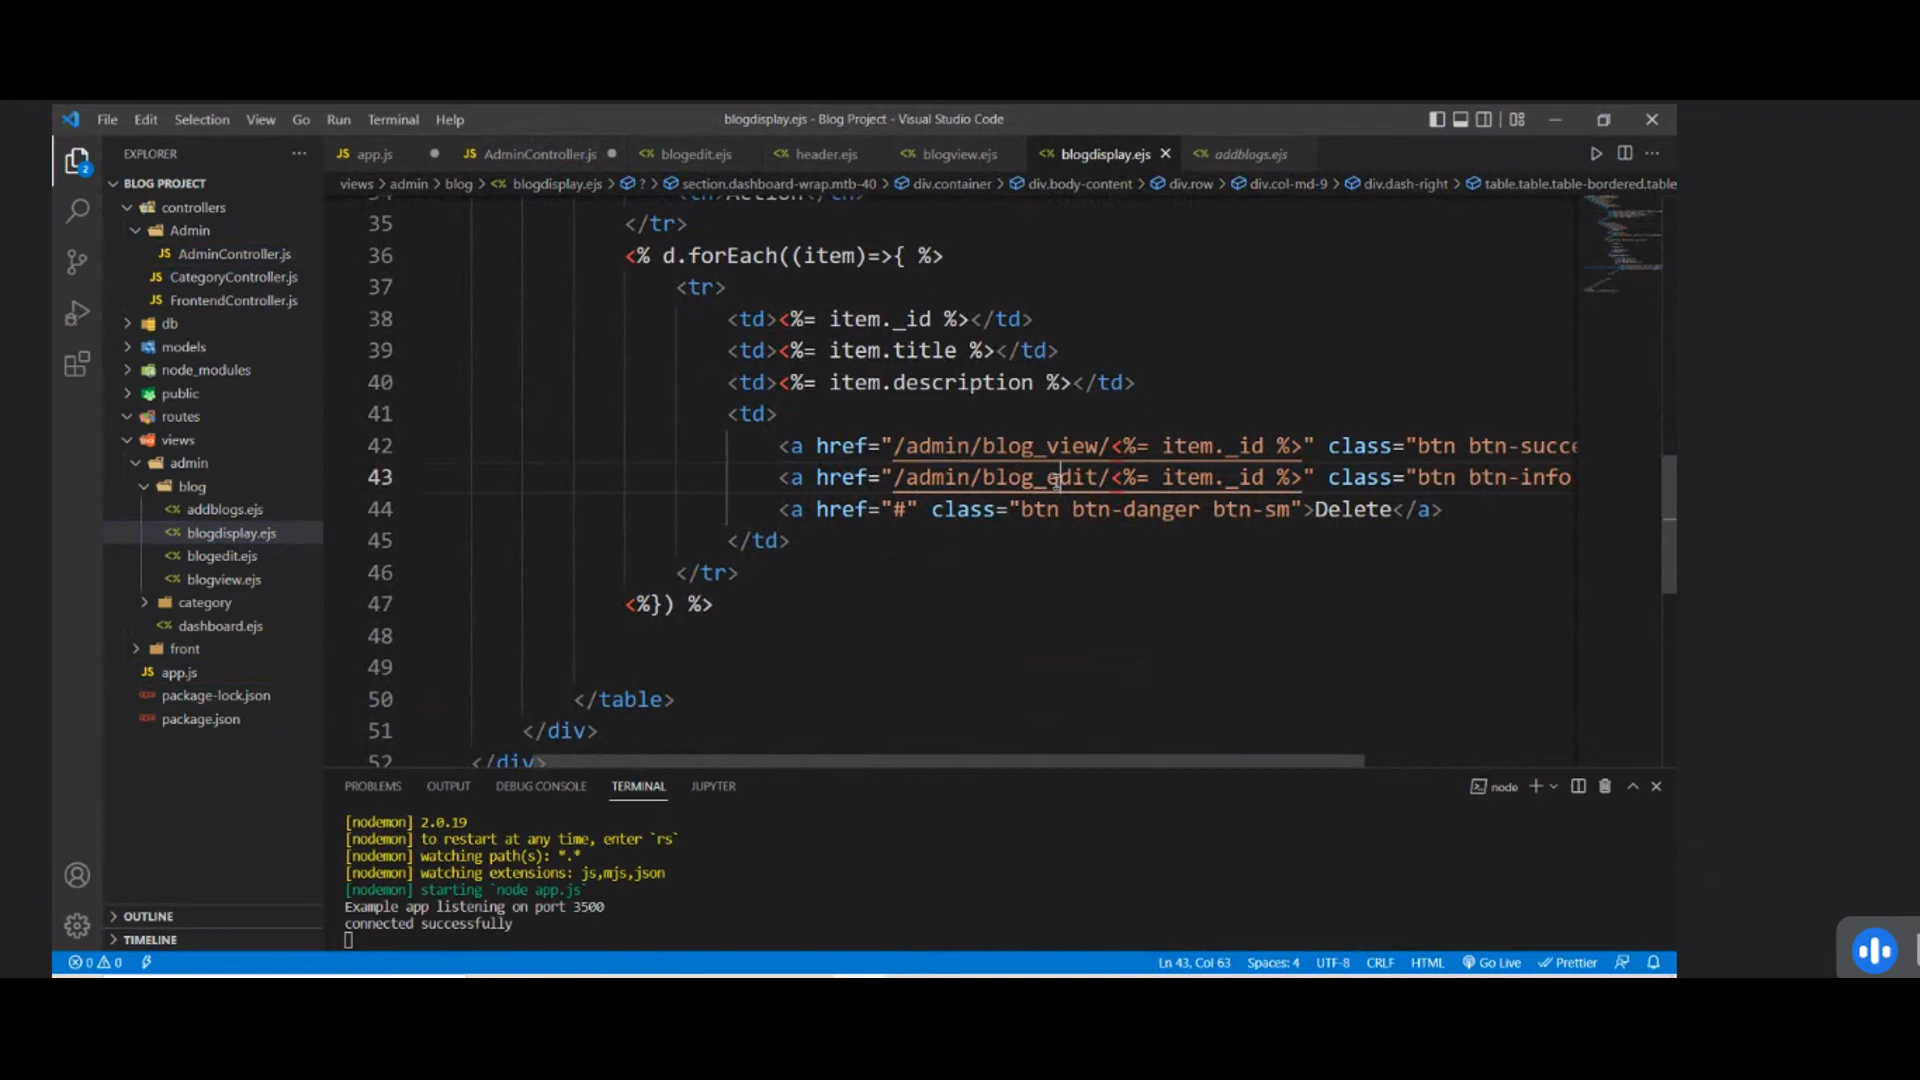 File Edit Selection View Go Run Terminal Help blogdisplay.ejs - Blog Project - Visual Studio Code
EXPLORER
app.js AdminController.js blogedit.ejs header.ejs blogview.ejs blogdisplay.ejs addblogs.ejs
views > admin > blog > blogdisplay.ejs > ? > section.dashboard-wrap.mtb-40 > div.container > div.body-content > div.row > div.col-md-9 > div.dash-right > table.table.table-bordered.table
2
BLOG PROJECT
controllers
Admin
JS AdminController.js
JS CategoryController.js
JS FrontendController.js
db
models
node_modules
public
routes
views
admin
blog
addblogs.ejs
blogdisplay.ejs
blogedit.ejs
blogview.ejs
category
dashboard.ejs
front
JS app.js
package-lock.json
package.json
OUTLINE
TIMELINE
35 </tr>
36 <% d.forEach((item)=>{ %>
37 <tr>
38 <td><%= item._id %></td>
39 <td><%= item.title %></td>
40 <td><%= item.description %></td>
41 <td>
42 <a href="/admin/blog_view/<%= item._id %>" class="btn btn-succe
43 <a href="/admin/blog_edit/<%= item._id %>" class="btn btn-info
44 <a href="#" class="btn btn-danger btn-sm">Delete</a>
45 </td>
46 </tr>
47 <%}) %>
48
49
50 </table>
51 </div>
52 </div>
PROBLEMS OUTPUT DEBUG CONSOLE TERMINAL JUPYTER node
[nodemon] 2.0.19
[nodemon] to restart at any time, enter `rs`
[nodemon] watching path(s): *.*
[nodemon] watching extensions: js,mjs,json
[nodemon] starting `node app.js`
Example app listening on port 3500
connected successfully
0 0 Ln 43, Col 63 Spaces: 4 UTF-8 CRLF HTML Go Live Prettier